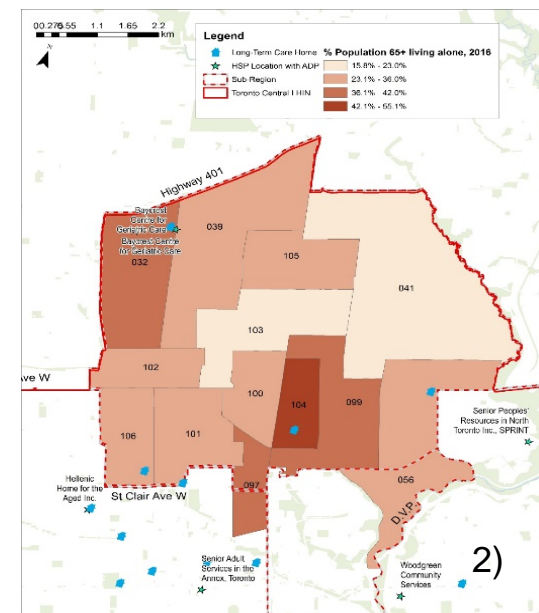 00.2750.55 1.1 1.65 2.2
km
Legend
Long-Term Care Home
HSP Location with ADP
Sub Region
Toronto Central LHIN
% Population 65+ living alone, 2016
15.8% - 23.0%
23.1% - 36.0%
36.1% - 42.0%
42.1% - 55.1%
Highway 401
Baycrest
Centre for
Geriatric Care
Baycrest Centre
for Geriatric Care
032
039
105
041
103
102
Ave W
100
104
099
106
101
097
056
Senior Peoples'
Resources in North
Toronto Inc., SPRINT
Hellenic
Home for the
Aged Inc.
St Clair Ave W
D.V.P.
Senior Adult
Services in the
Annex, Toronto
Woodgreen
Community
Services
2)